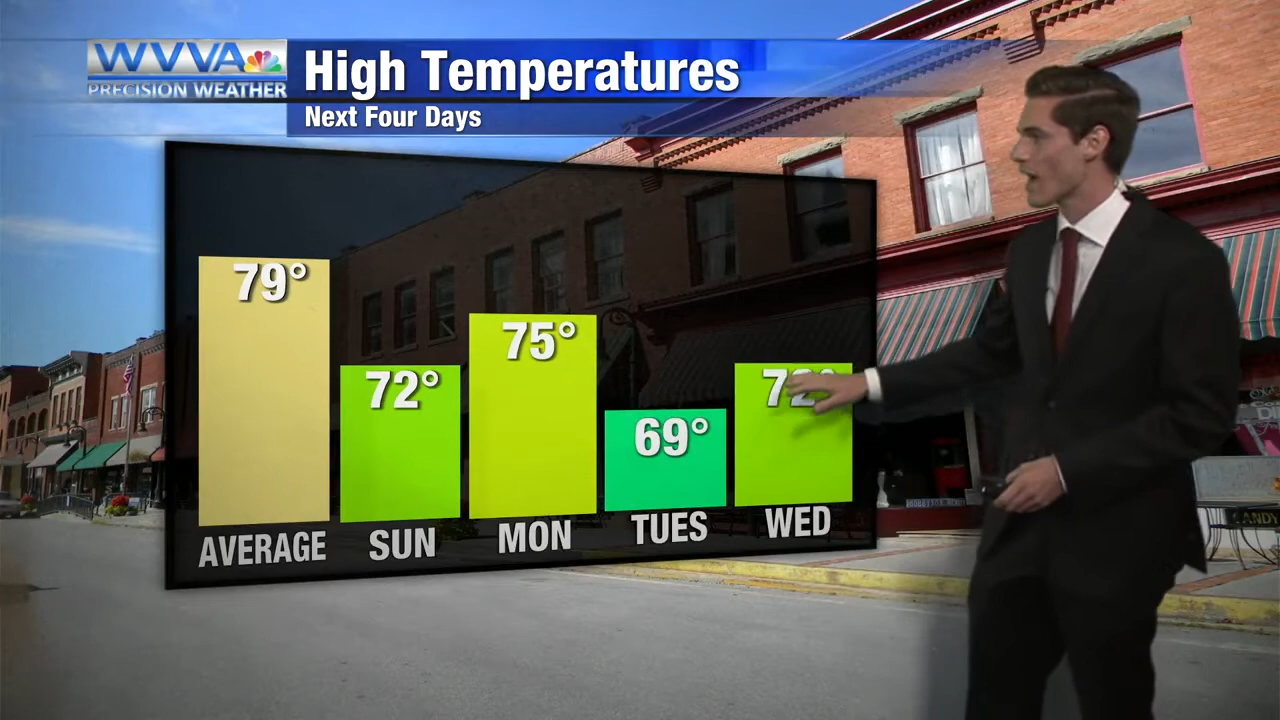 WVVA
PRECISION WEATHER
High Temperatures
Next Four Days
79°
72°
75°
69°
AVERAGE
SUN
MON
TUES
WED